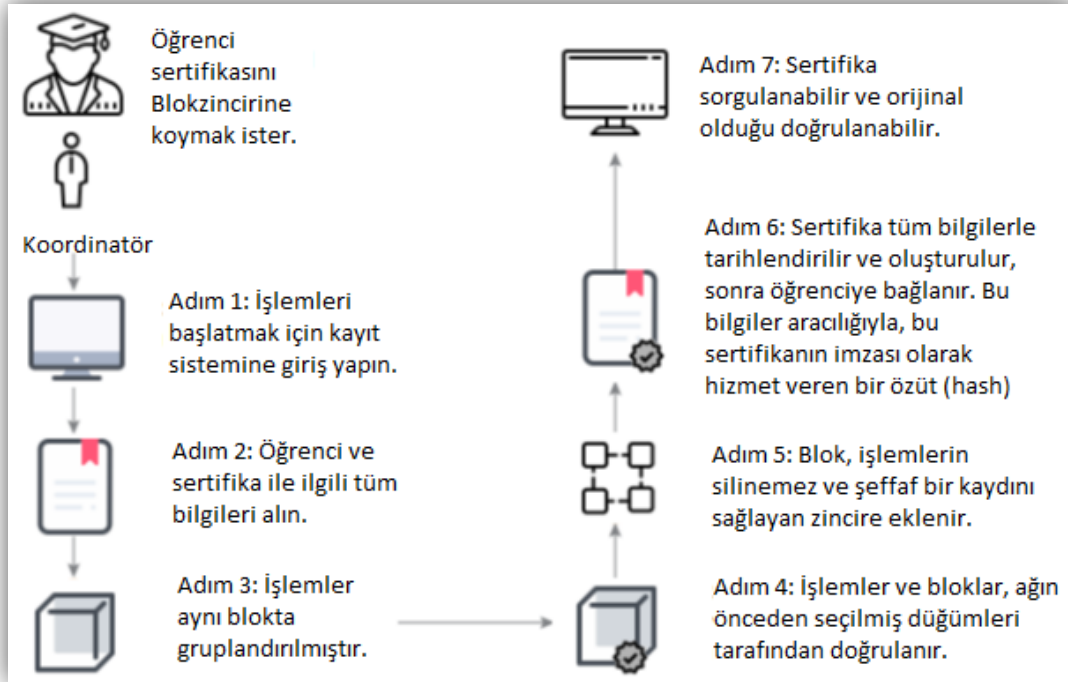 Öğrenci
sertifikasını
Blokzincirine
koymak ister.
Koordinatör
Adım 1: İşlemleri
başlatmak için kayıt
sistemine giriş yapın.
Adım 2: Öğrenci ve
sertifika ile ilgili tüm
bilgileri alın.
Adım 3: İşlemler
aynı blokta
gruplandırılmıştır.
Adım 4: İşlemler ve bloklar, ağın
önceden seçilmiş düğümleri
tarafından doğrulanır.
Adım 5: Blok, işlemlerin
silinemez ve şeffaf bir kaydını
sağlayan zincire eklenir.
Adım 6: Sertifika tüm bilgilerle
tarihlendirilir ve oluşturulur,
sonra öğrenciye bağlanır. Bu
bilgiler aracılığıyla, bu
sertifikanın imzası olarak
hizmet veren bir özüt (hash)
Adım 7: Sertifika
sorgulanabilir ve orijinal
olduğu doğrulanabilir.